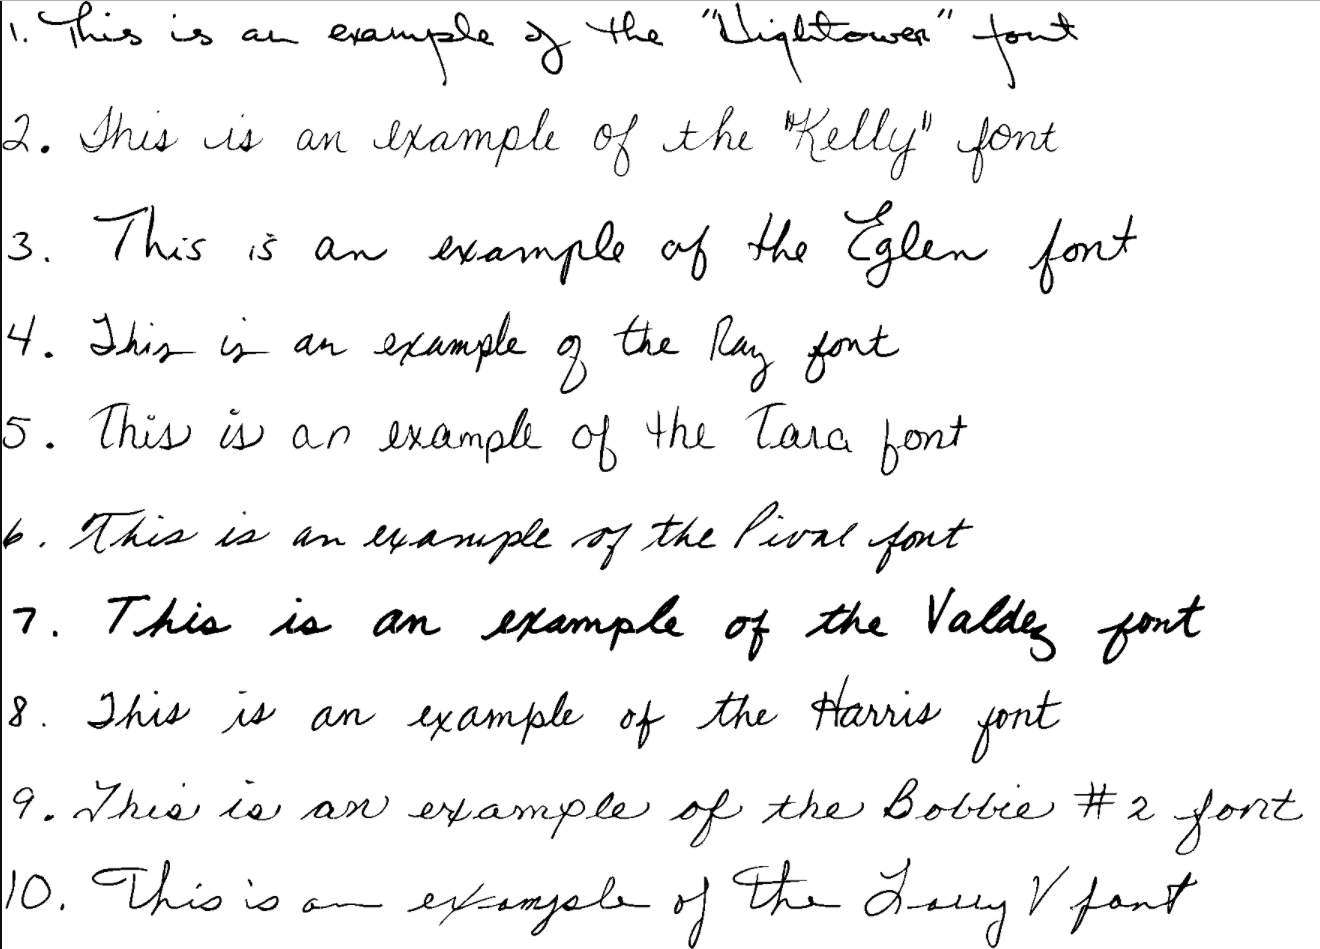 1. This is an example of the "Hightower" font
2. This is an example of the "Kelly" font
3. This is an example of the Eglen font
4. This is an example of the Ray font
5. This is an example of the Tara font
6. This is an example of the Pival font
7. This is an example of the Valdez font
8. This is an example of the Harris font
9. This is an example of the Bobbie #2 font
10. This is an example of the Larry V font